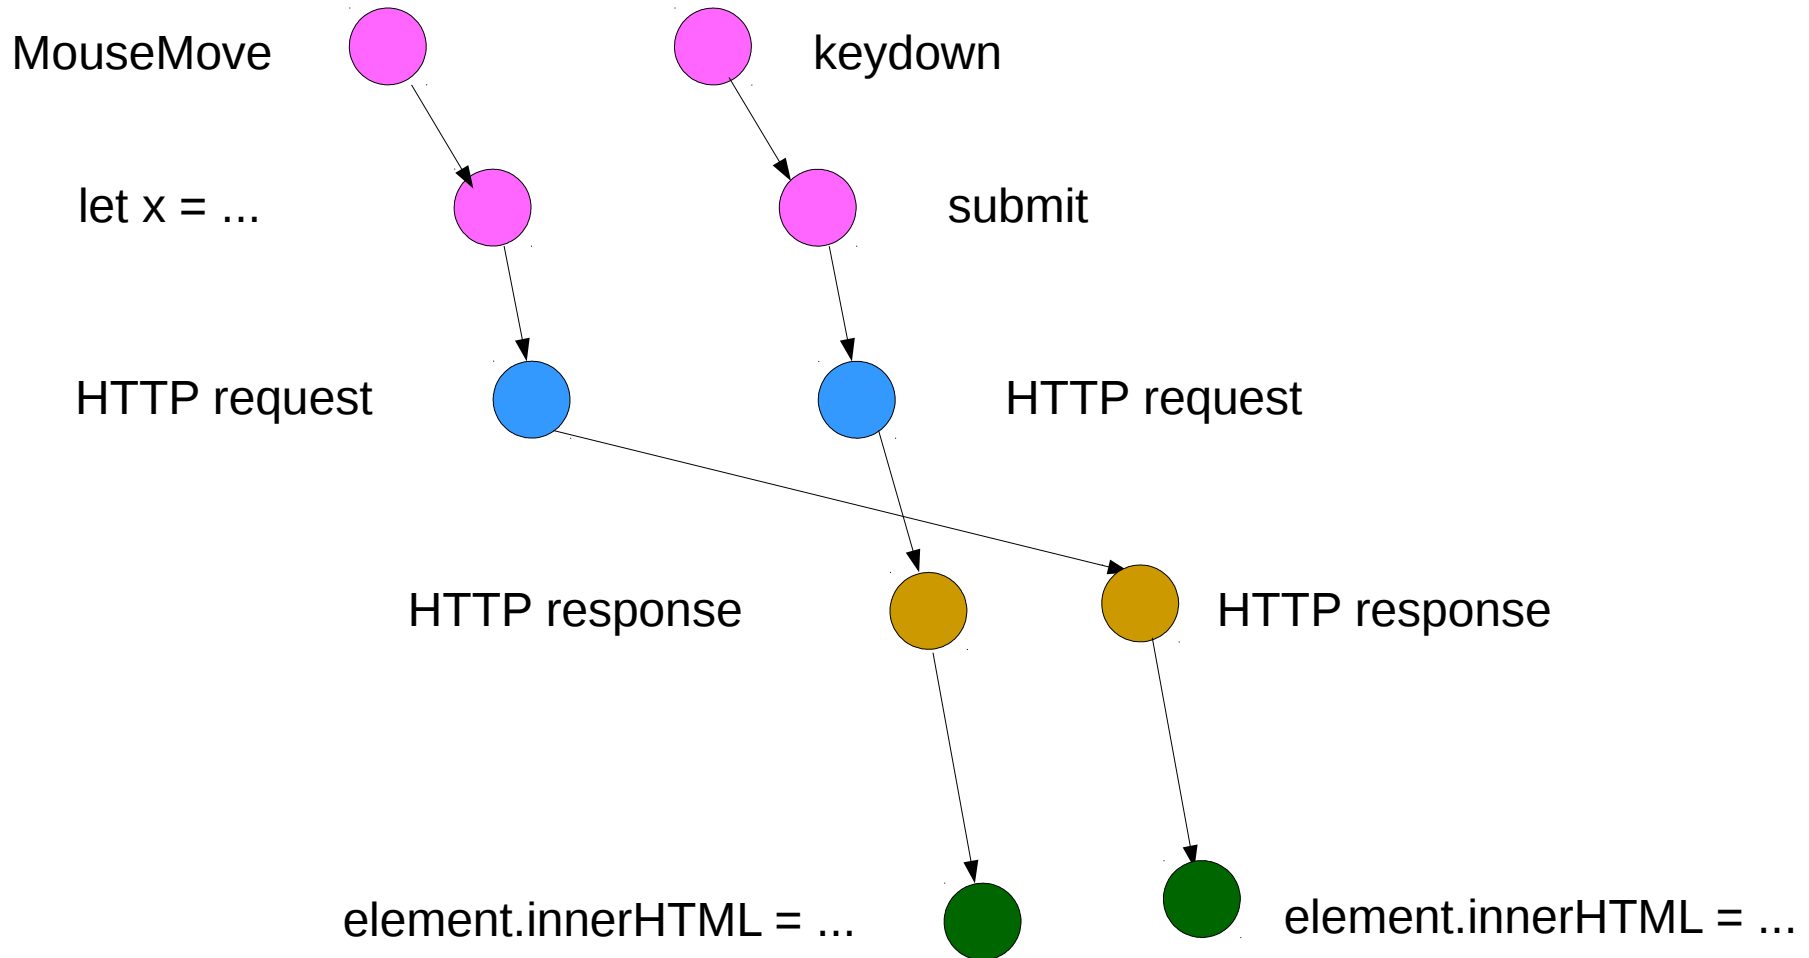 MouseMove
keydown
let x = ...
submit
HTTP request
HTTP request
HTTP response
HTTP response
element.innerHTML = ...
element.innerHTML = ...